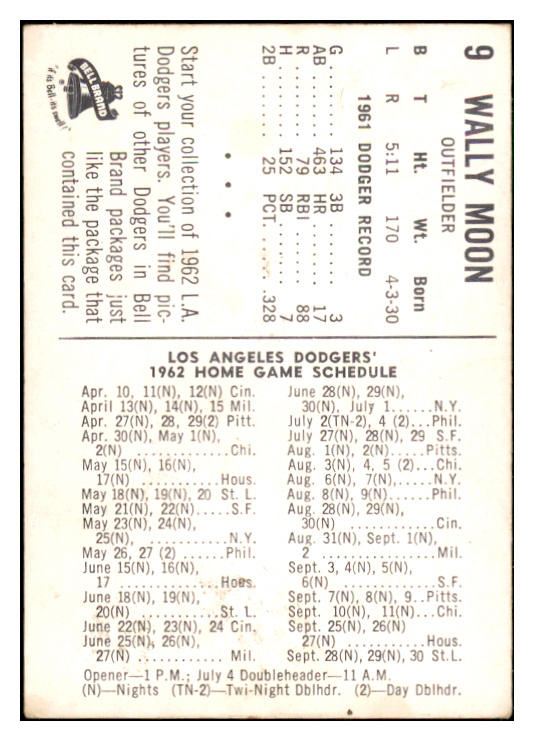 9 WALLY MOON
OUTFIELDER
B T Ht. Wt. Born
L R 5:11 170 4-3-30
1961 DODGER RECORD
G ........ 134 3B ........ 3
AB ...... 463 HR ...... 17
R ........ 79 RBI ...... 88
H ........ 152 SB ........ 7
2B ........ 25 PCT. .. .328
• • •
Start your collection of 1962 L.A.
Dodgers players. You'll find pic-
tures of other Dodgers in Bell
Brand packages just
like the package that
contained this card.
BELL BRAND
"if its Bell-its swell!"
LOS ANGELES DODGERS'
1962 HOME GAME SCHEDULE
Apr. 10, 11(N), 12(N) Cin.
April 13(N), 14(N), 15 Mil.
Apr. 27(N), 28, 29(2) Pitt.
Apr. 30(N), May 1(N),
2(N) ..............Chi.
May 15(N), 16(N),
17(N) ............Hous.
May 18(N), 19(N), 20 St. L.
May 21(N), 22(N).....S.F.
May 23(N), 24(N),
25(N), .............N.Y.
May 26, 27 (2) ......Phil.
June 15(N), 16(N),
17 ................Hous.
June 18(N), 19(N),
20(N) .............St. L.
June 22(N), 23(N), 24 Cin.
June 25(N), 26(N),
27(N) .............. Mil.
June 28(N), 29(N),
30(N), July 1......N.Y.
July 2(TN-2), 4 (2)...Phil.
July 27(N), 28(N), 29 S.F.
Aug. 1(N), 2(N).....Pitts.
Aug. 3(N), 4, 5 (2)...Chi.
Aug. 6(N), 7(N),.....N.Y.
Aug. 8(N), 9(N)......Phil.
Aug. 28(N), 29(N),
30(N) ..............Cin.
Aug. 31(N), Sept. 1(N),
2 ..................Mil.
Sept. 3, 4(N), 5(N),
6(N) ...............S.F.
Sept. 7(N), 8(N), 9..Pitts.
Sept. 10(N), 11(N)...Chi.
Sept. 25(N), 26(N)
27(N) .............Hous.
Sept. 28(N), 29(N), 30 St.L.
Opener—1 P.M.; July 4 Doubleheader—11 A.M.
(N)—Nights (TN-2)—Twi-Night Dblhdr. (2)—Day Dblhdr.